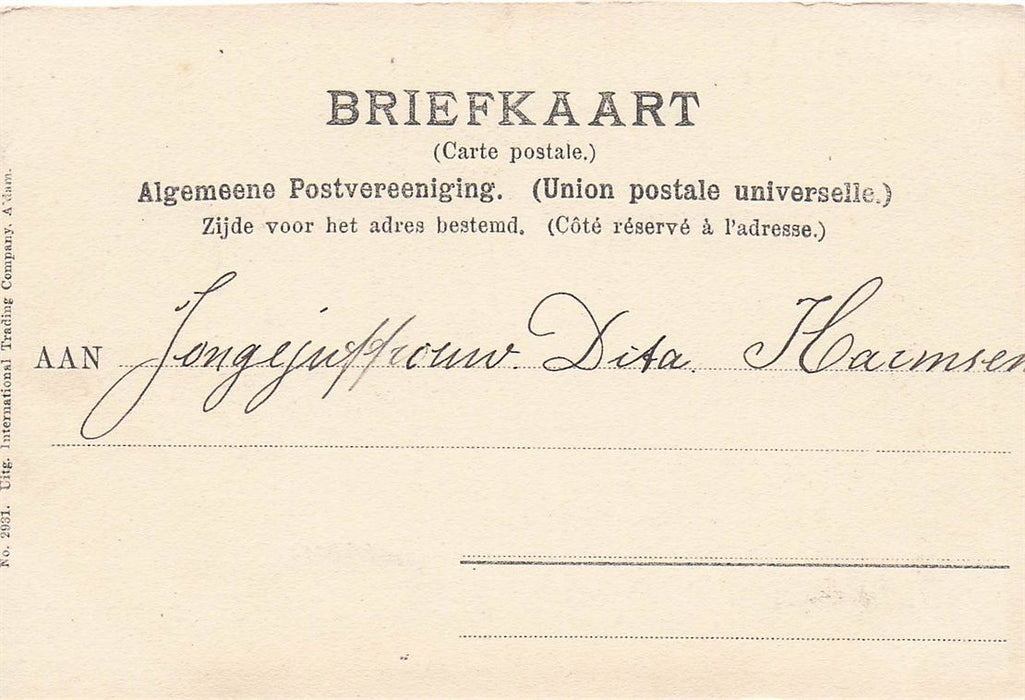 BRIEFKAART
(Carte postale.)
Algemeene Postvereeniging. (Union postale universelle.)
Zijde voor het adres bestemd. (Côté réservé à l'adresse.)
AAN Jongejuffrouw Dita Harmsen
No. 2931. Uitg. International Trading Company. A'dam.